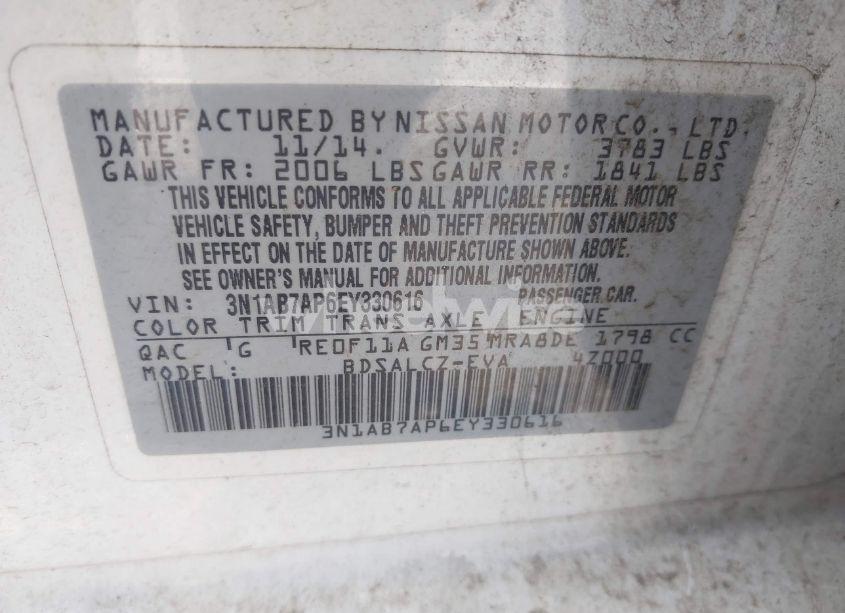 MANUFACTURED BY NISSAN MOTOR CO., LTD.
DATE: 11/14. GVWR: 3783 LBS
GAWR FR: 2006 LBS GAWR RR: 1841 LBS
THIS VEHICLE CONFORMS TO ALL APPLICABLE FEDERAL MOTOR
VEHICLE SAFETY, BUMPER AND THEFT PREVENTION STANDARDS
IN EFFECT ON THE DATE OF MANUFACTURE SHOWN ABOVE.
SEE OWNER'S MANUAL FOR ADDITIONAL INFORMATION.
VIN: 3N1AB7AP6EY330616 PASSENGER CAR.
COLOR TRIM TRANS AXLE ENGINE
QAC G RE0F11A GM35 MRA8DE 1798 CC
MODEL: BDSALCZ-EVA 4Z000
3N1AB7AP6EY330616